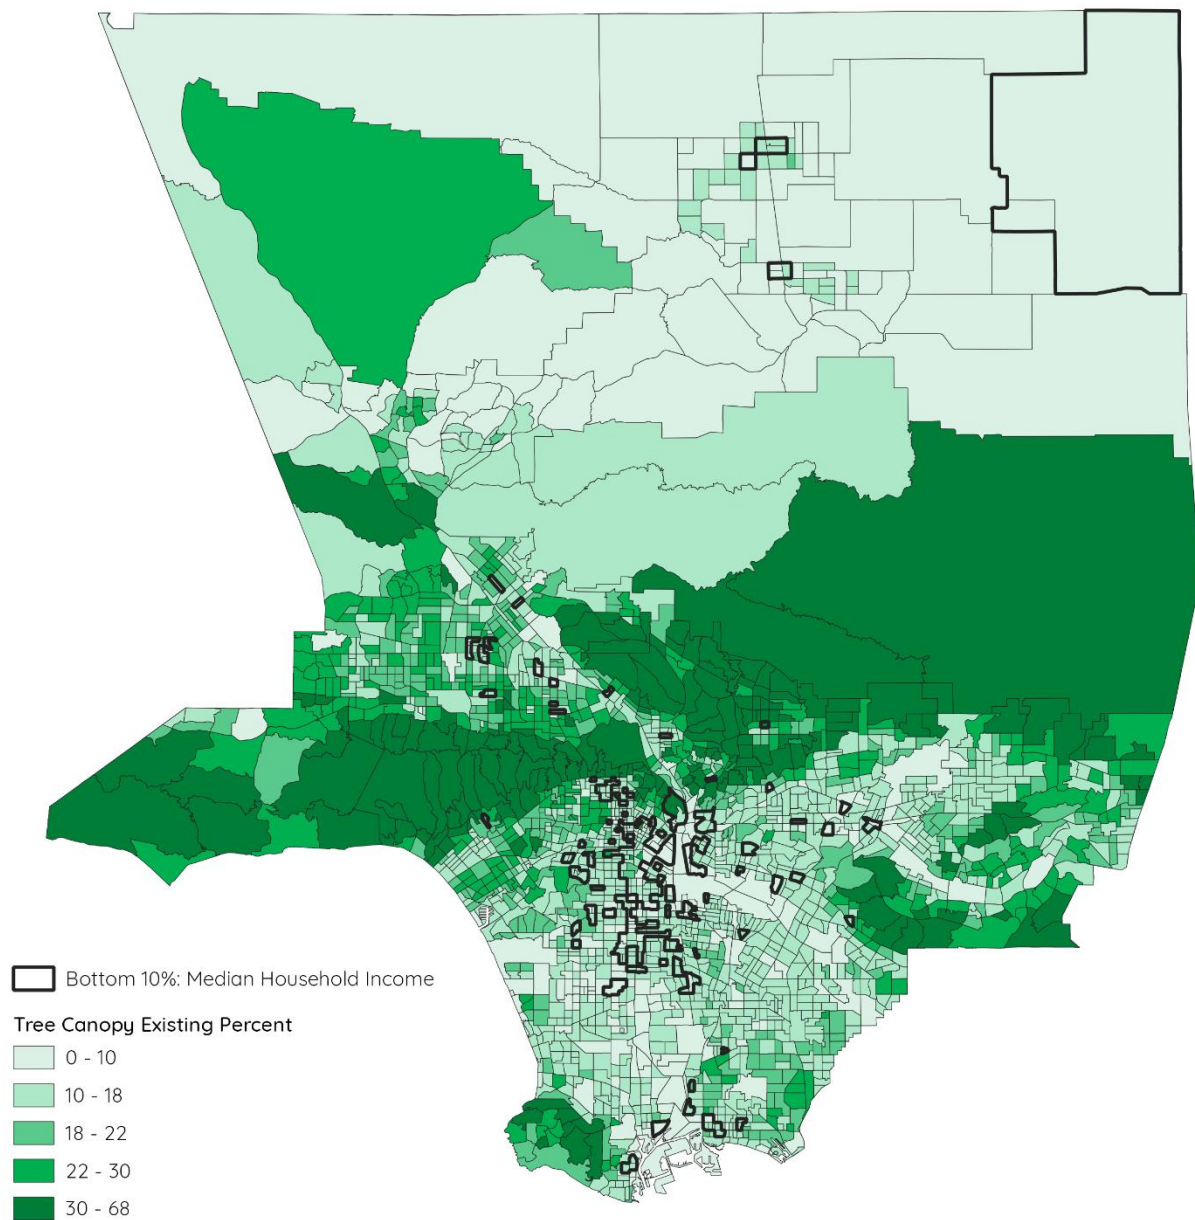 Bottom 10%: Median Household Income
Tree Canopy Existing Percent
0 - 10
10 - 18
18 - 22
22 - 30
30 - 68